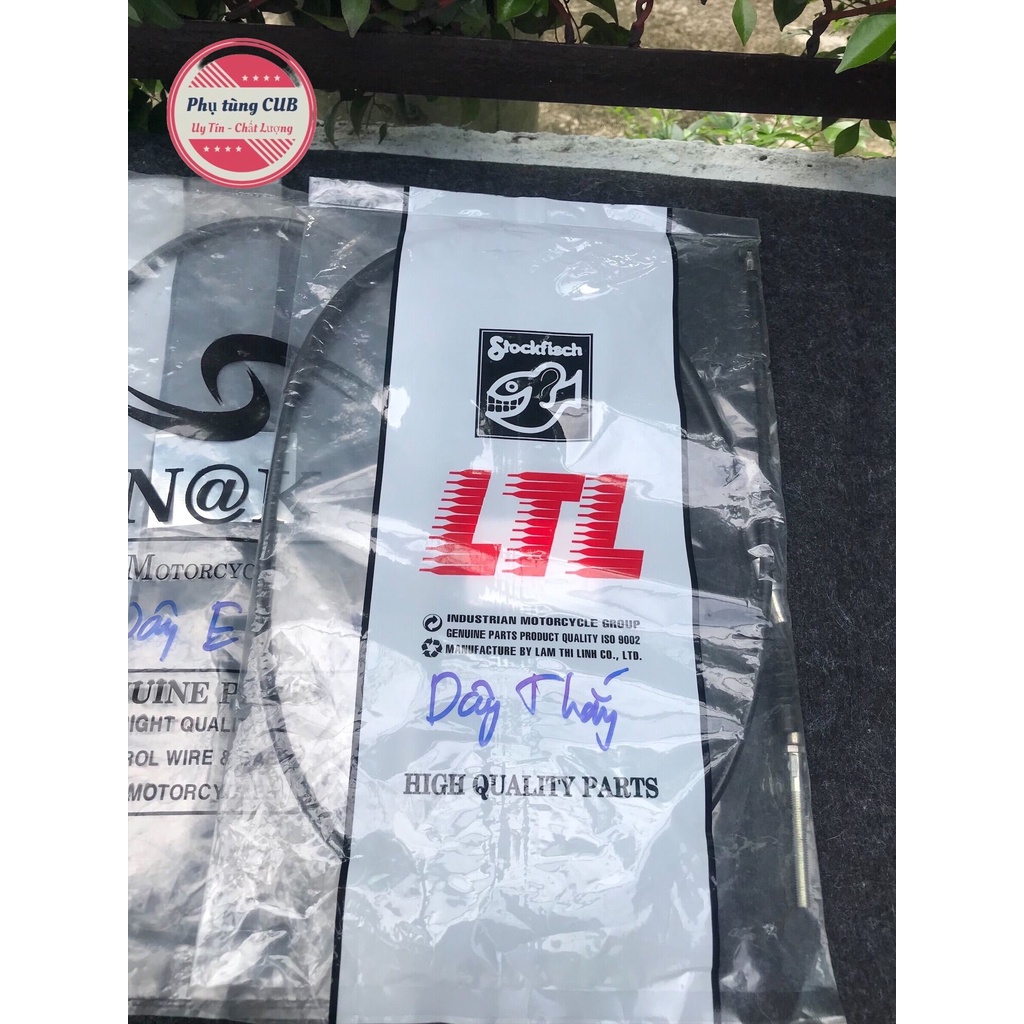 Phụ tùng CUB
Uy Tín - Chất Lượng
Stockfisch
LTL
INDUSTRIAN MOTORCYCLE GROUP
GENUINE PARTS PRODUCT QUALITY ISO 9002
MANUFACTURE BY LAM THI LINH CO., LTD.
Dây Thắng
HIGH QUALITY PARTS
N@K
MOTORCYC
Dây E
UINE P
IGHT QUAL
ROL WIRE &
MOTORCY